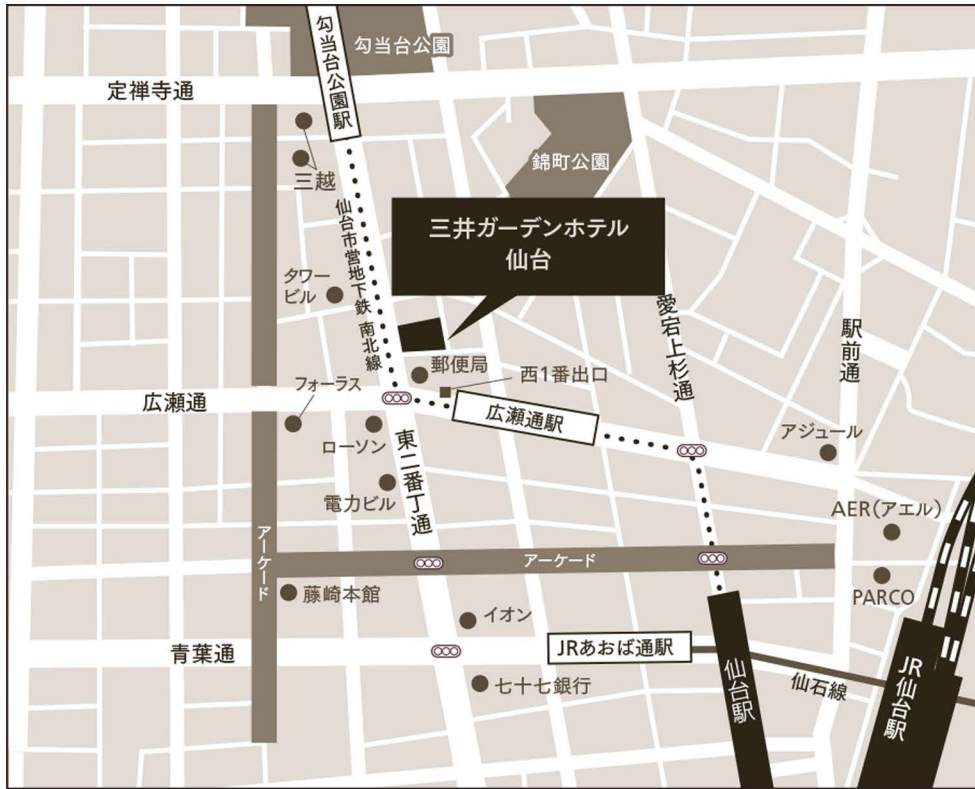 勾当台公園
勾当台公園駅
定禅寺通
三越
錦町公園
三井ガーデンホテル
仙台
仙台市営地下鉄 南北線
タワー
ビル
愛宕上杉通
駅前通
郵便局
西1番出口
フォーラス
広瀬通
広瀬通駅
ローソン
アジュール
東二番丁通
電力ビル
AER(アエル)
アーケード
アーケード
藤崎本館
PARCO
イオン
青葉通
JRあおば通駅
仙石線
仙台駅
JR仙台駅
七十七銀行